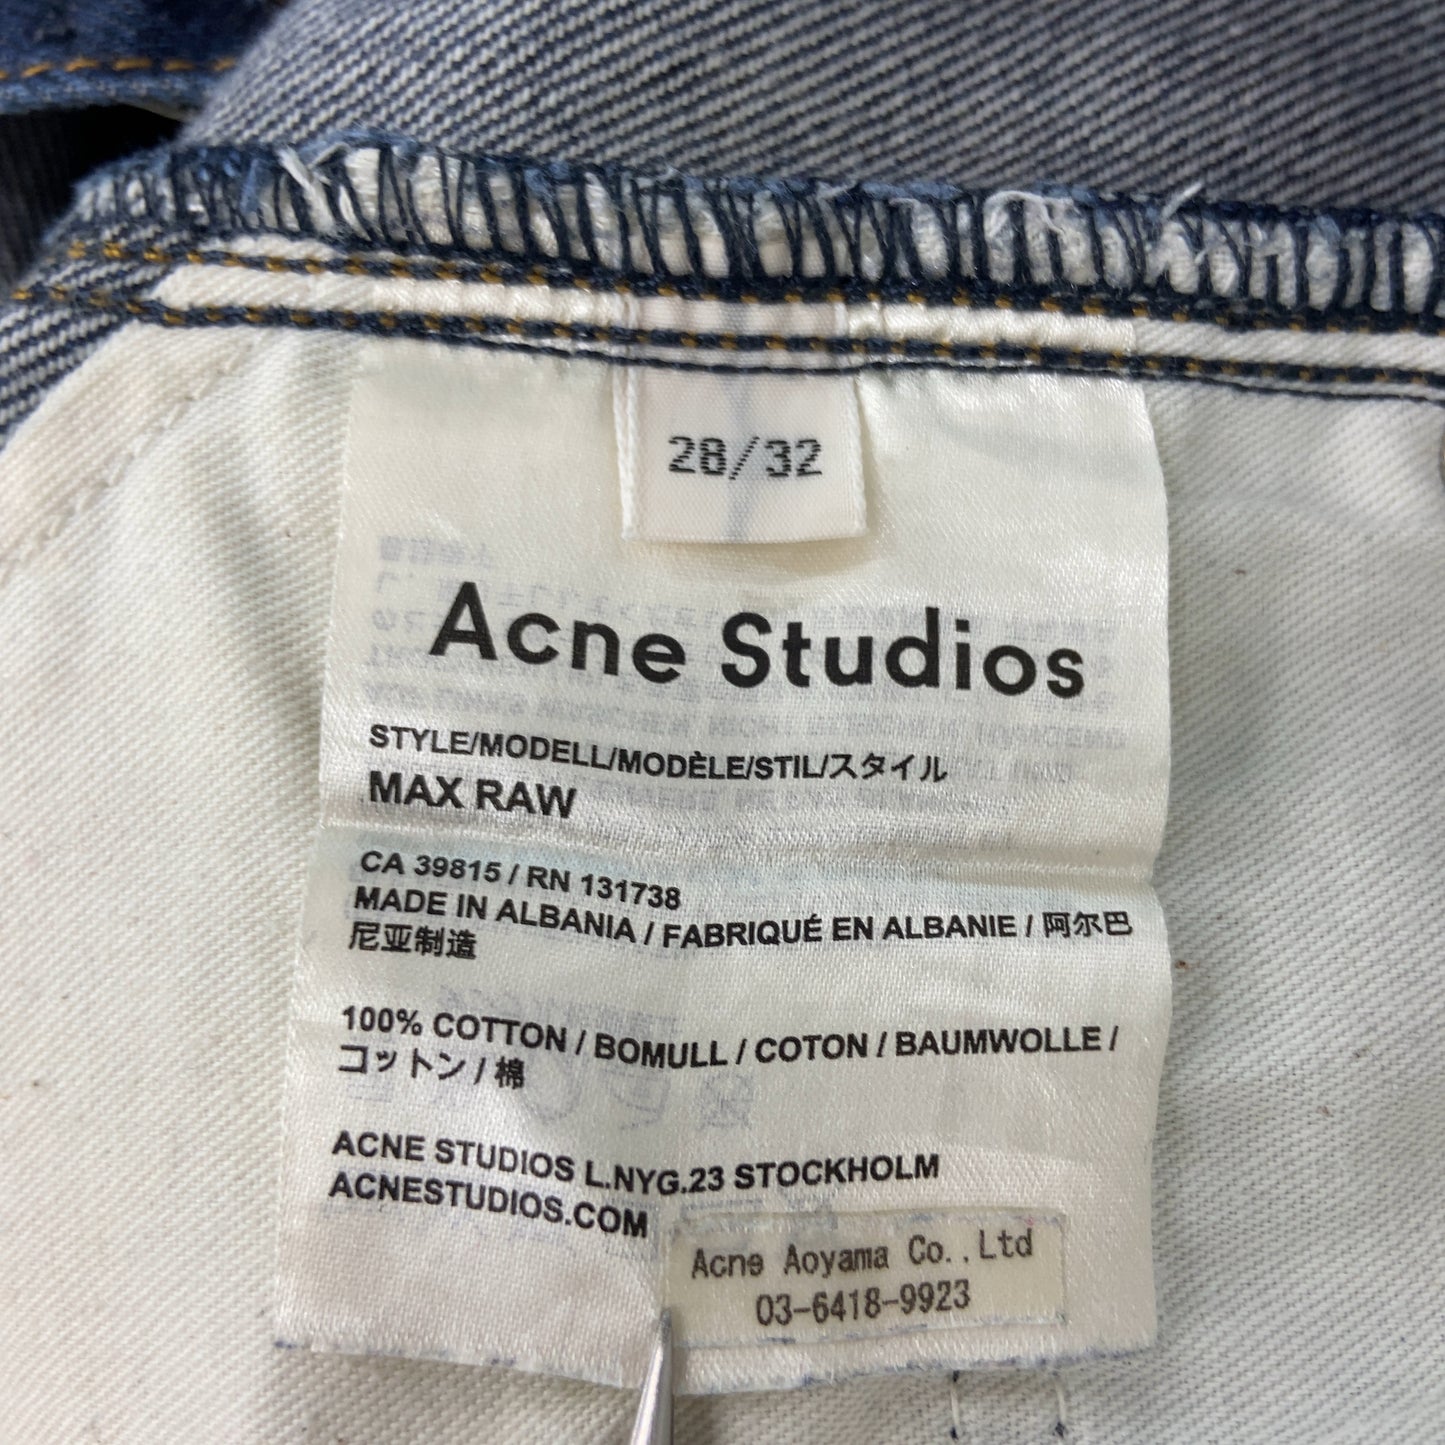 28/32
Acne Studios
STYLE/MODELL/MODÈLE/STIL/スタイル
MAX RAW
CA 39815 / RN 131738
MADE IN ALBANIA / FABRIQUÉ EN ALBANIE / 阿尔巴
尼亚制造
100% COTTON / BOMULL / COTON / BAUMWOLLE /
コットン / 棉
ACNE STUDIOS L.NYG.23 STOCKHOLM
ACNESTUDIOS.COM
Acne Aoyama Co.,Ltd
03-6418-9923